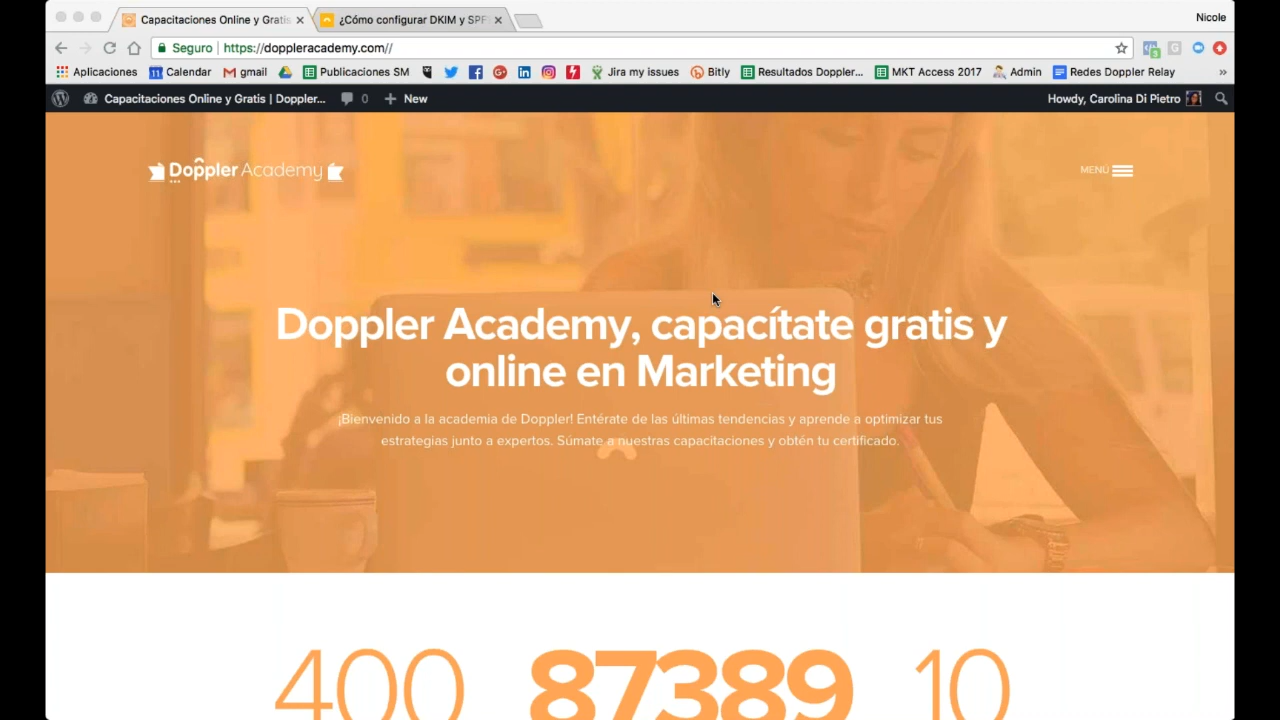 Capacitaciones Online y Gratis
¿Cómo configurar DKIM y SPF
Nicole
Seguro https://doppleracademy.com//
Aplicaciones Calendar gmail Publicaciones SM Jira my issues Bitly Resultados Doppler... MKT Access 2017 Admin Redes Doppler Relay »
Capacitaciones Online y Gratis | Doppler... 0 New Howdy, Carolina Di Pietro
Doppler Academy
MENÚ
Doppler Academy, capacítate gratis y
online en Marketing
¡Bienvenido a la academia de Doppler! Entérate de las últimas tendencias y aprende a optimizar tus
estrategias junto a expertos. Súmate a nuestras capacitaciones y obtén tu certificado.
400 87389 10